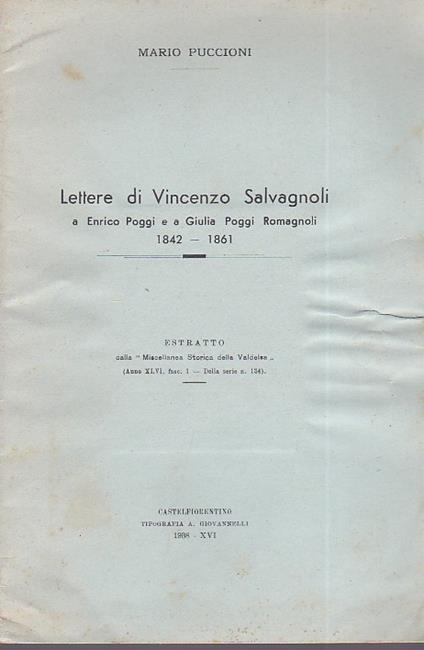 MARIO PUCCIONI
Lettere di Vincenzo Salvagnoli
a Enrico Poggi e a Giulia Poggi Romagnoli
1842 — 1861
ESTRATTO
dalla " Miscellanea Storica della Valdelsa „
(Anno XLVI, fasc. 1 — Della serie n. 134).
CASTELFIORENTINO
TIPOGRAFIA A. GIOVANNELLI
1938 - XVI